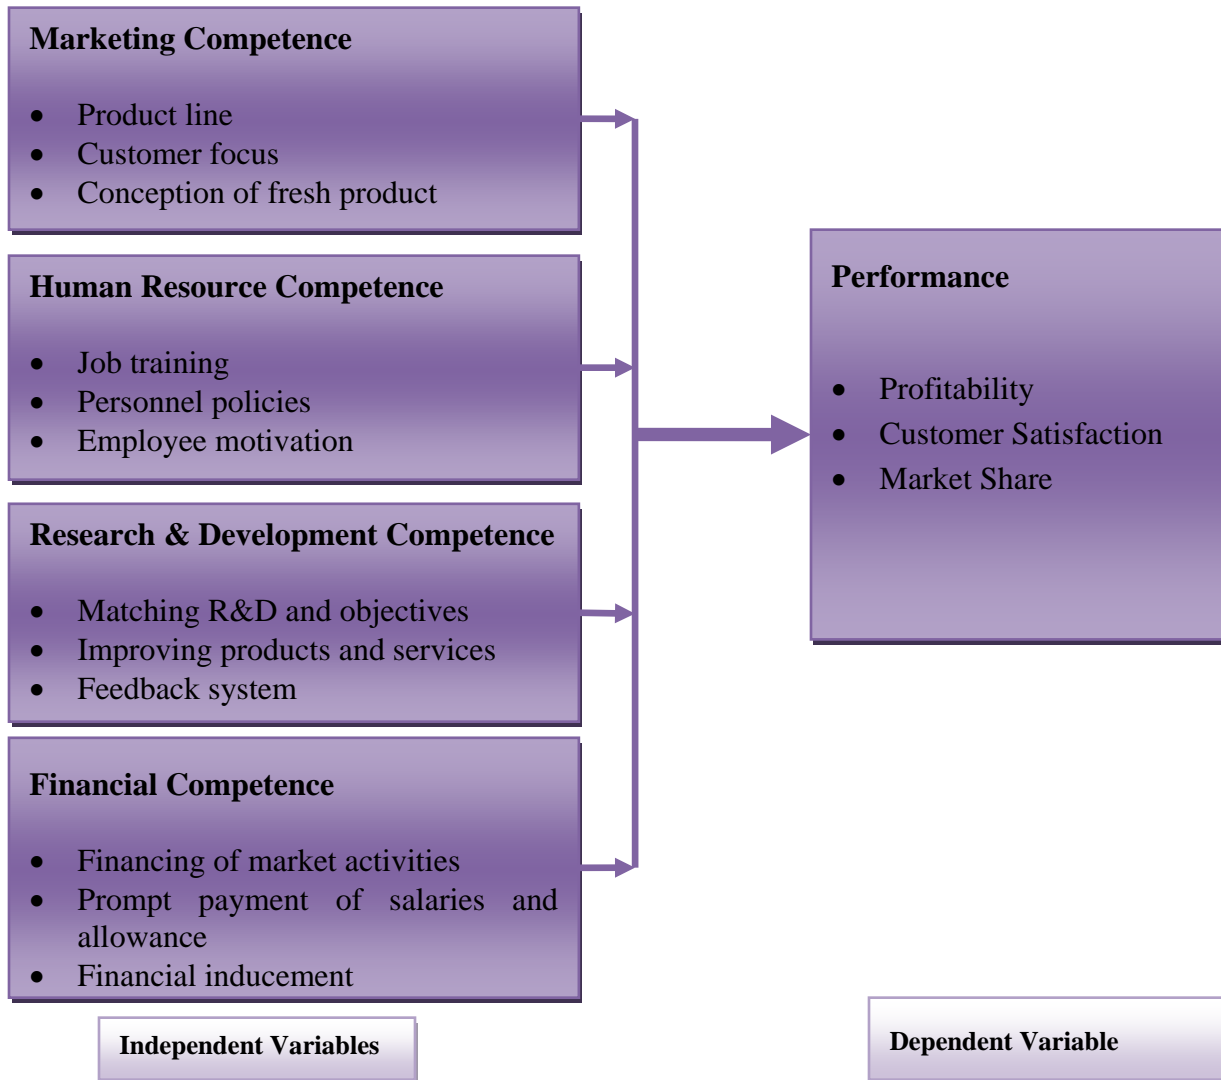 Marketing Competence
• Product line
• Customer focus
• Conception of fresh product
Human Resource Competence
• Job training
• Personnel policies
• Employee motivation
Research & Development Competence
• Matching R&D and objectives
• Improving products and services
• Feedback system
Financial Competence
• Financing of market activities
• Prompt payment of salaries and
allowance
• Financial inducement
Independent Variables
Performance
• Profitability
• Customer Satisfaction
• Market Share
Dependent Variable